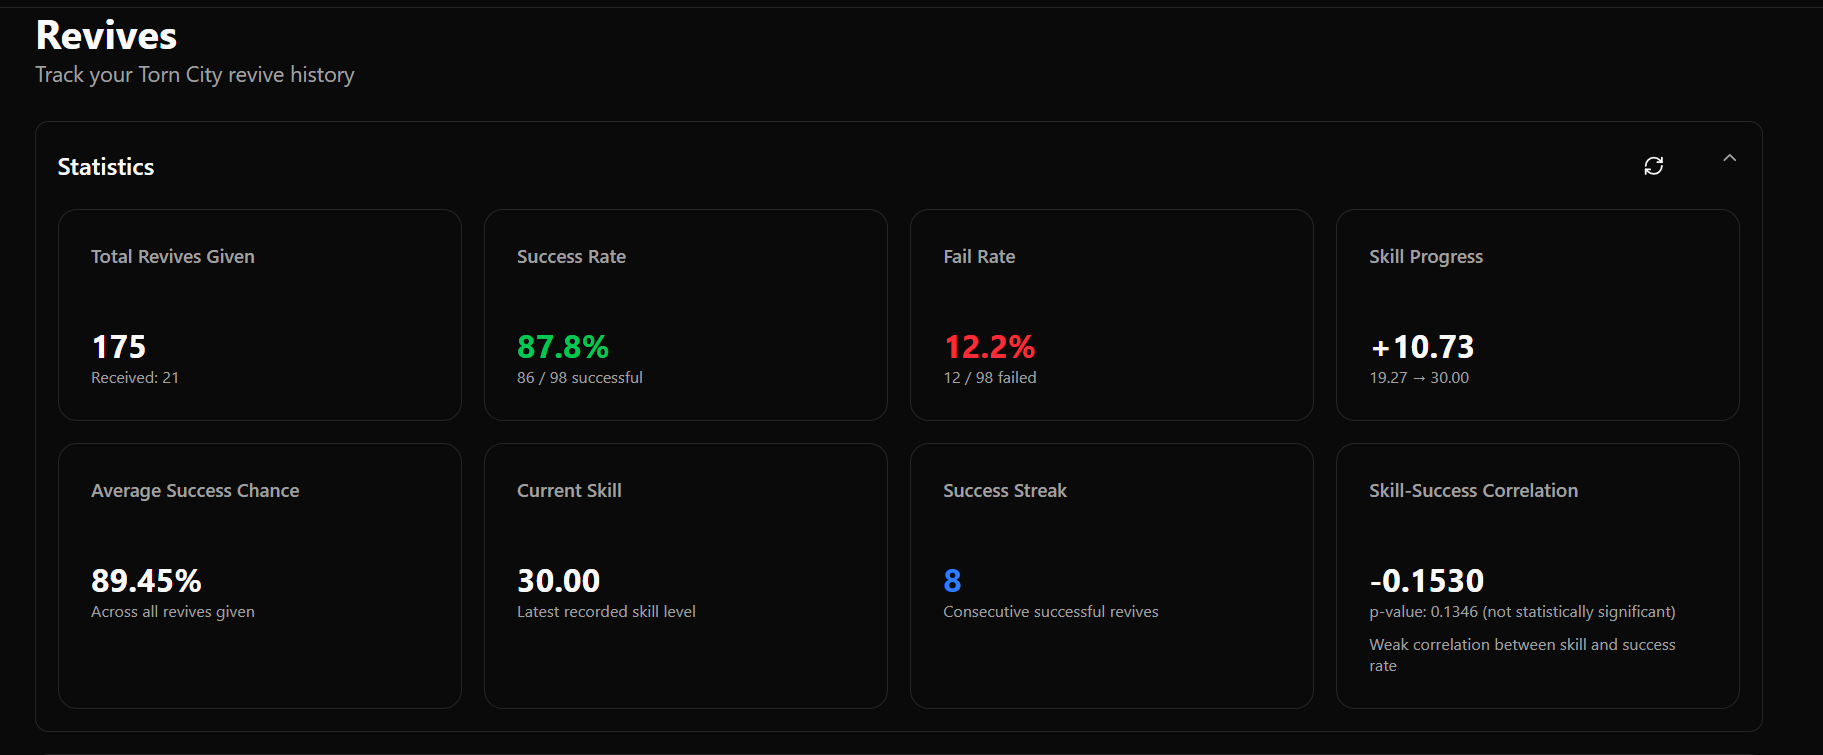 Revives
Track your Torn City revive history
Statistics
Total Revives Given
175
Received: 21
Success Rate
87.8%
86 / 98 successful
Fail Rate
12.2%
12 / 98 failed
Skill Progress
+10.73
19.27 → 30.00
Average Success Chance
89.45%
Across all revives given
Current Skill
30.00
Latest recorded skill level
Success Streak
8
Consecutive successful revives
Skill-Success Correlation
-0.1530
p-value: 0.1346 (not statistically significant)
Weak correlation between skill and success
rate